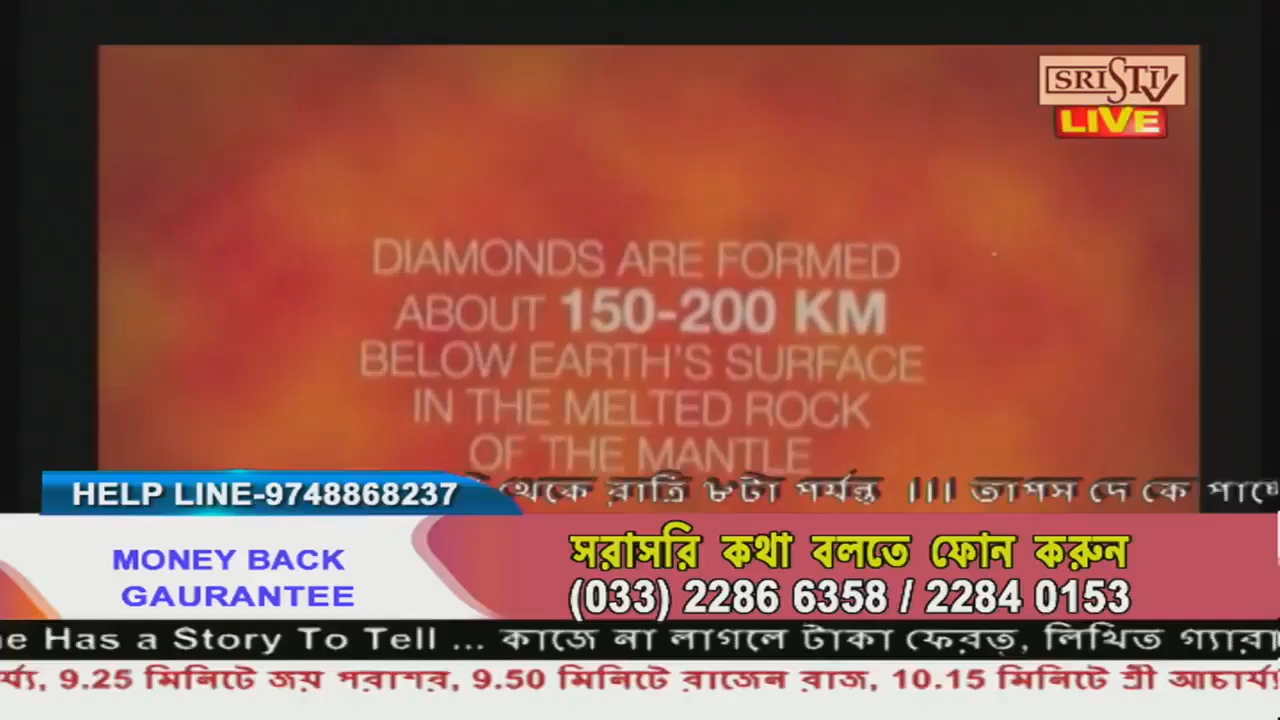 SRISTI TV
LIVE
DIAMONDS ARE FORMED
ABOUT 150-200 KM
BELOW EARTH'S SURFACE
IN THE MELTED ROCK
OF THE MANTLE
HELP LINE-9748868237
থেকে রাত্রি ৮টা পর্যন্ত ।।। তাপস দে কে
MONEY BACK
GAURANTEE
সরাসরি কথা বলতে ফোন করুন
(033) 2286 6358 / 2284 0153
Has a Story To Tell ... কাজে না লাগলে টাকা ফেরত্, লিখিত
9.25 মিনিটে জয় পরাশর, 9.50 মিনিটে রাজেন রাজ, 10.15 মিনিটে শ্রী